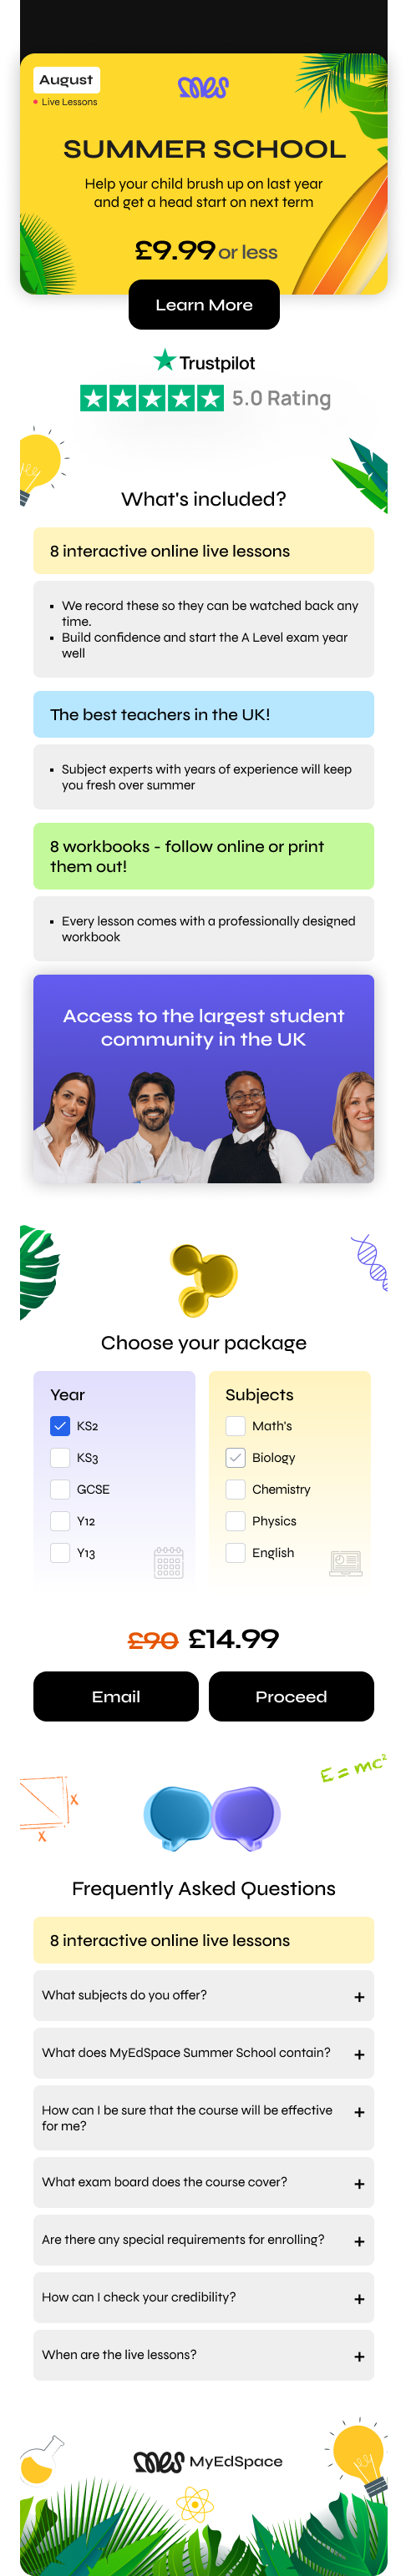 August
Live Lessons
mes
SUMMER SCHOOL
Help your child brush up on last year
and get a head start on next term
£9.99 or less
Learn More
Trustpilot
5.0 Rating
What's included?
8 interactive online live lessons
We record these so they can be watched back any
time.
Build confidence and start the A Level exam year
well
The best teachers in the UK!
Subject experts with years of experience will keep
you fresh over summer
8 workbooks - follow online or print
them out!
Every lesson comes with a professionally designed
workbook
Access to the largest student
community in the UK
Choose your package
Year
KS2
KS3
GCSE
Y12
Y13
Subjects
Math's
Biology
Chemistry
Physics
English
£90 £14.99
Email
Proceed
E = mc²
x
x
Frequently Asked Questions
8 interactive online live lessons
What subjects do you offer?
What does MyEdSpace Summer School contain?
How can I be sure that the course will be effective
for me?
What exam board does the course cover?
Are there any special requirements for enrolling?
How can I check your credibility?
When are the live lessons?
mes MyEdSpace